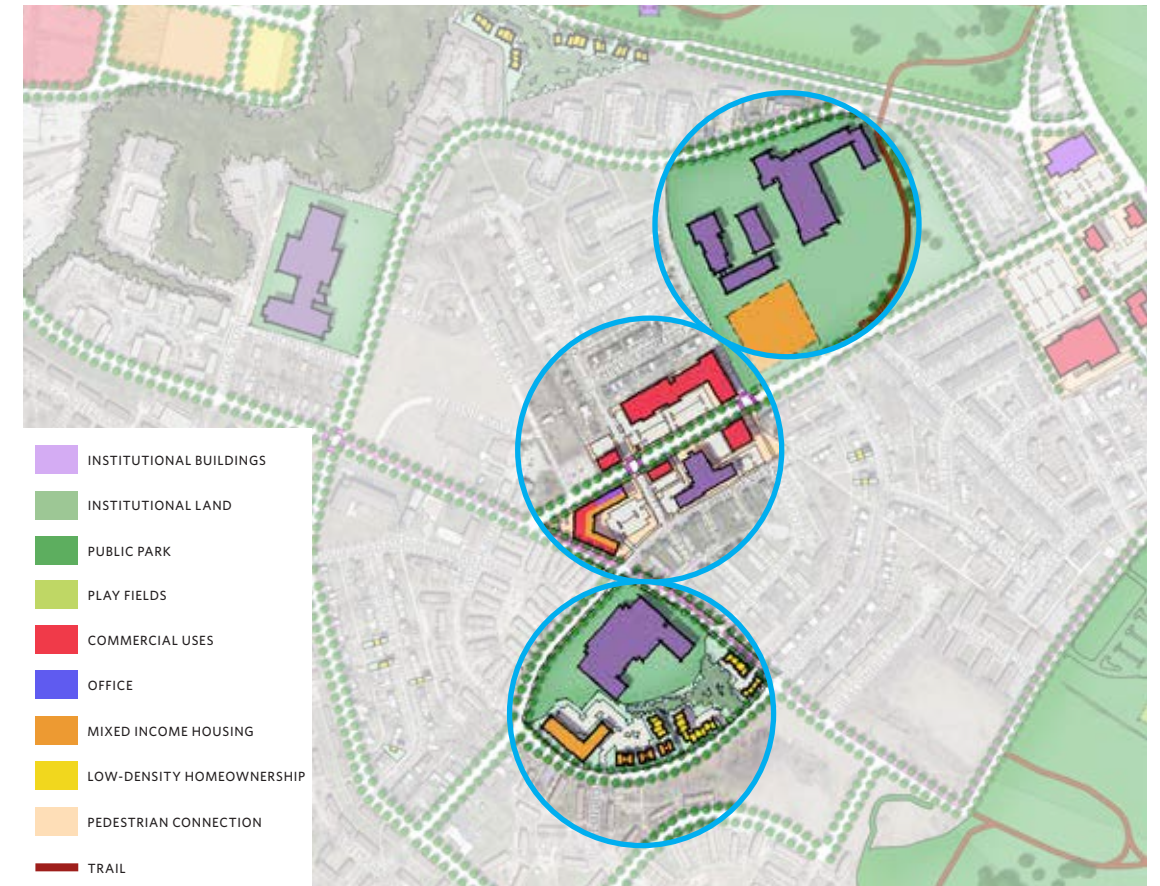 INSTITUTIONAL BUILDINGS
INSTITUTIONAL LAND
PUBLIC PARK
PLAY FIELDS
COMMERCIAL USES
OFFICE
MIXED INCOME HOUSING
LOW-DENSITY HOMEOWNERSHIP
PEDESTRIAN CONNECTION
TRAIL